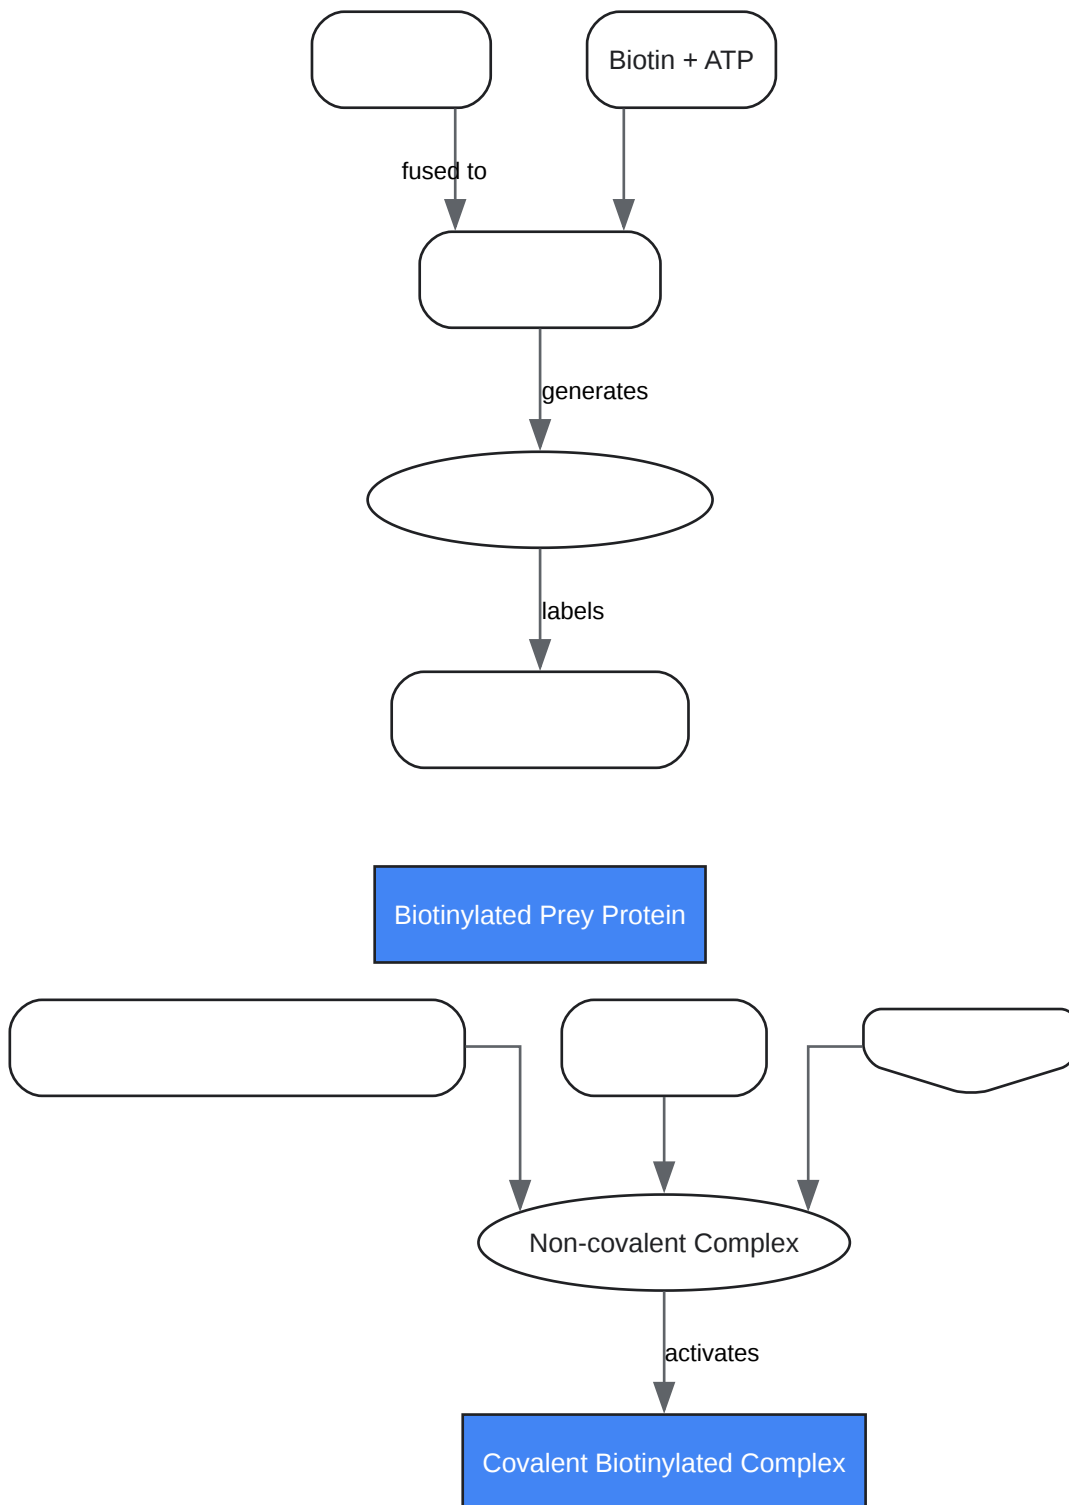 Biotin + ATP
fused to
generates
labels
Biotinylated Prey Protein
Non-covalent Complex
activates
Covalent Biotinylated Complex